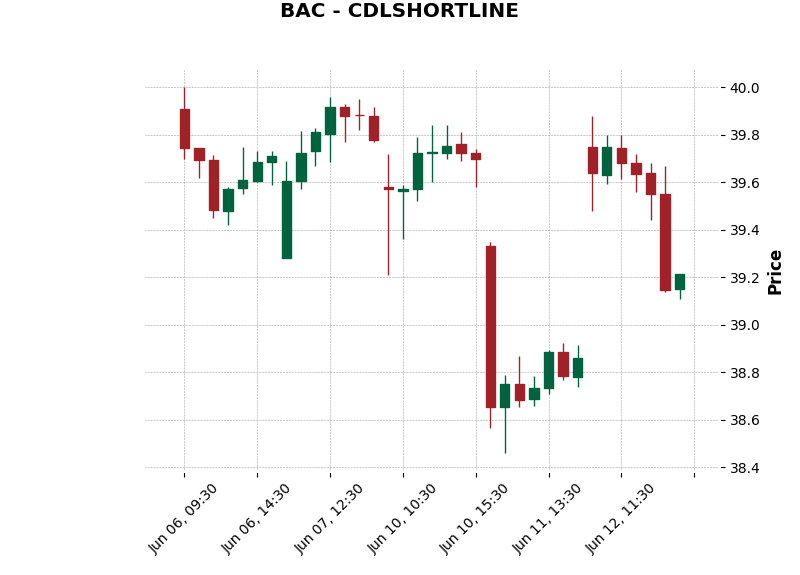 BAC - CDLSHORTLINE
40.0
39.8
39.6
39.4
39.2
39.0
38.8
38.6
38.4
Price
Jun 06, 09:30
Jun 06, 14:30
Jun 07, 12:30
Jun 10, 10:30
Jun 10, 15:30
Jun 11, 13:30
Jun 12, 11:30